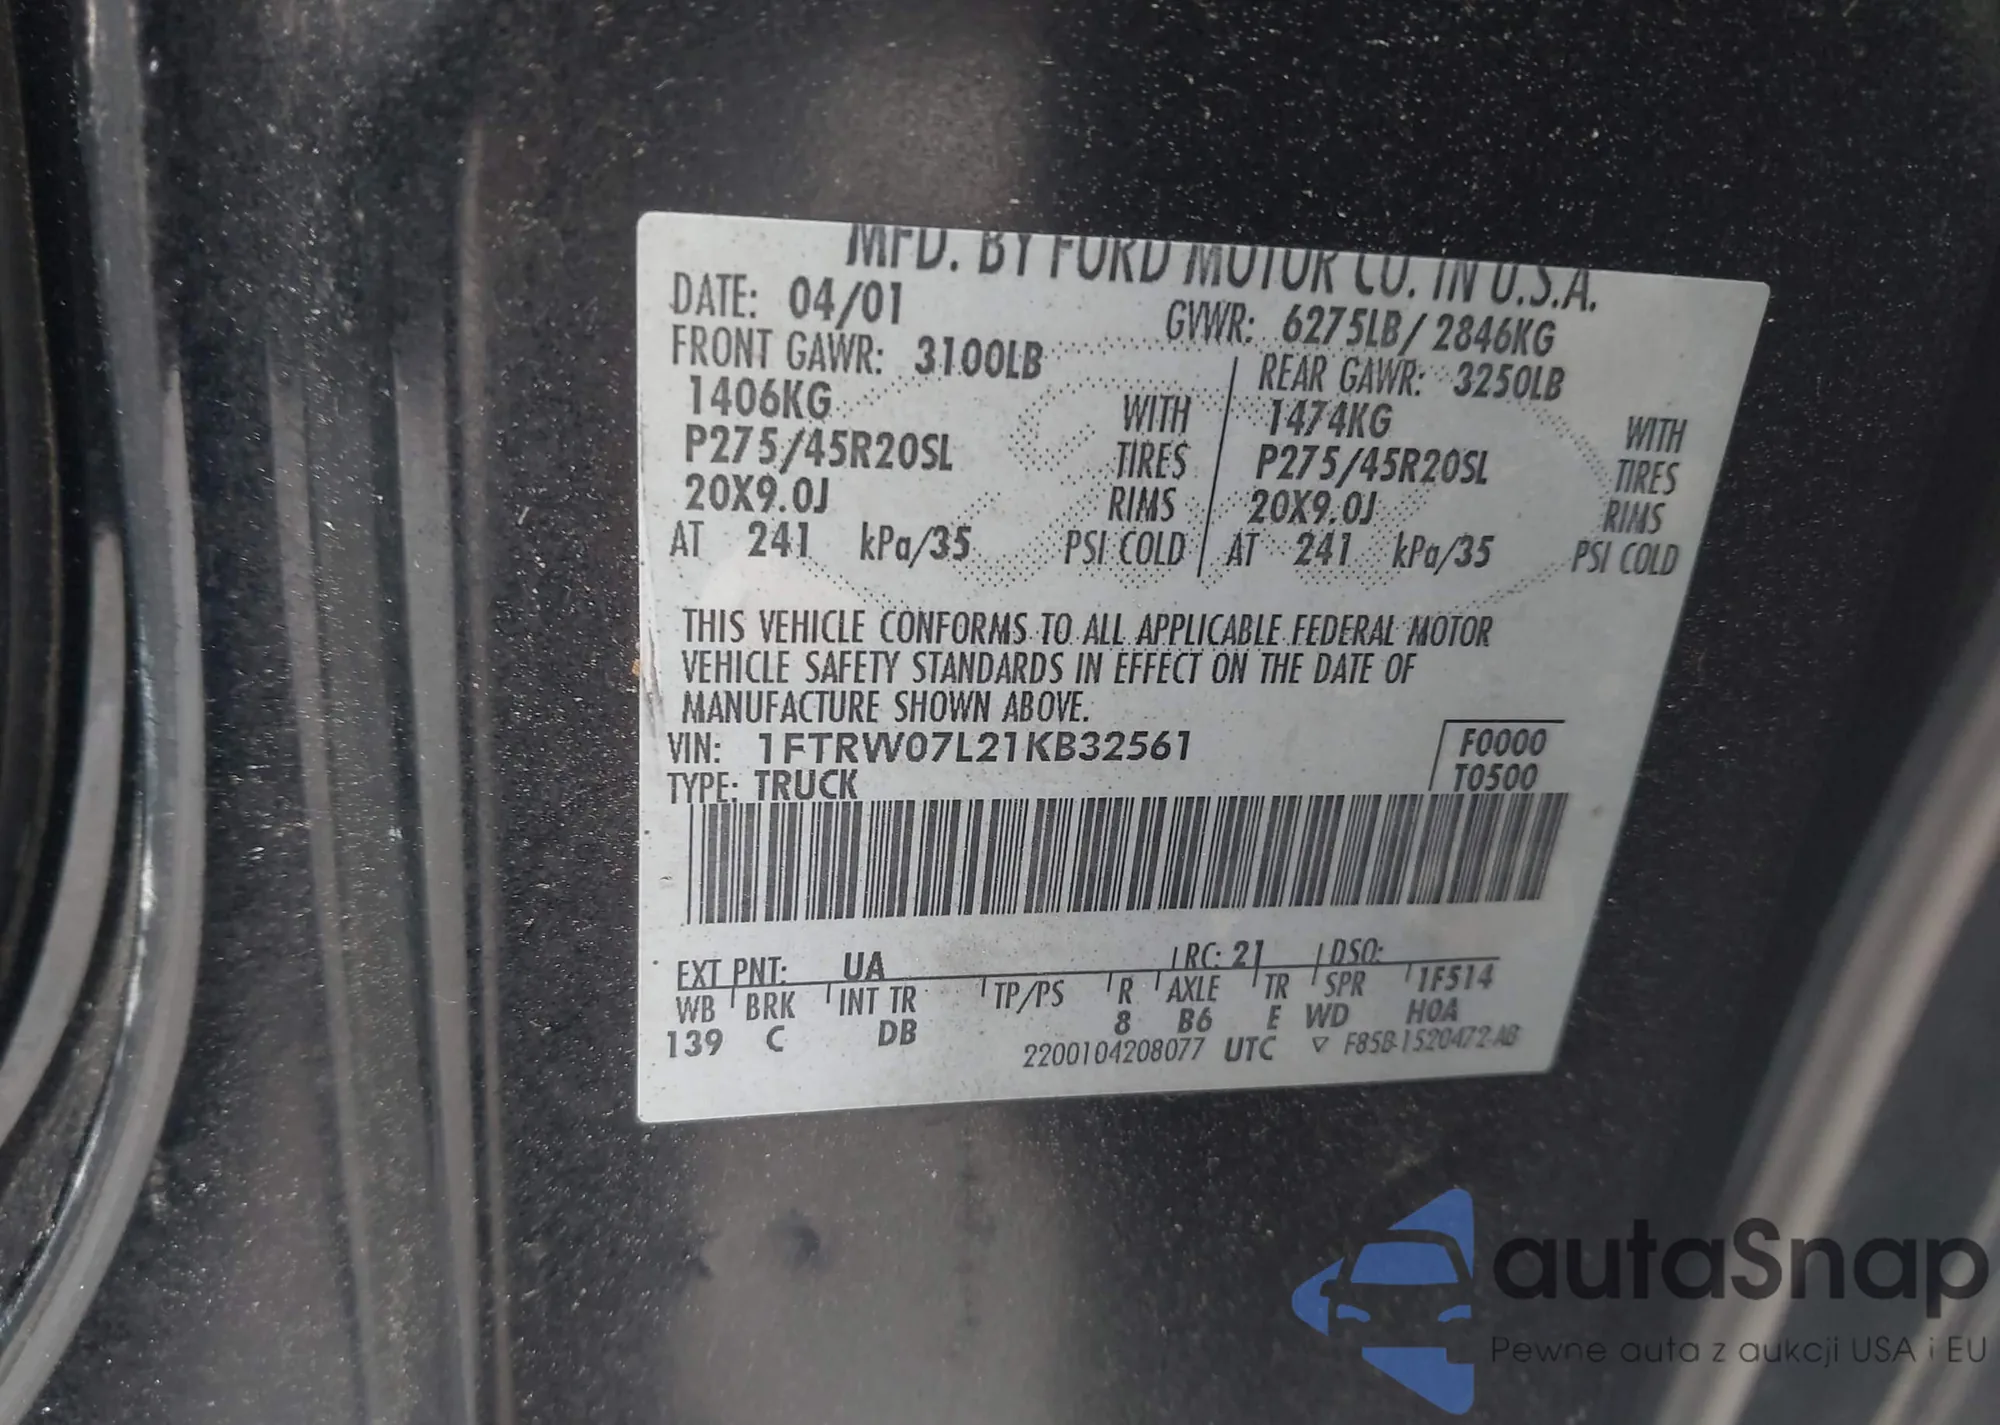 MFD. BY FORD MOTOR CO. IN U.S.A.
DATE: 04/01 GVWR: 6275LB/2846KG
FRONT GAWR: 3100LB REAR GAWR: 3250LB
1406KG WITH 1474KG WITH
P275/45R20SL TIRES P275/45R20SL TIRES
20X9.0J RIMS 20X9.0J RIMS
AT 241 kPa/35 PSI COLD AT 241 kPa/35 PSI COLD
THIS VEHICLE CONFORMS TO ALL APPLICABLE FEDERAL MOTOR
VEHICLE SAFETY STANDARDS IN EFFECT ON THE DATE OF
MANUFACTURE SHOWN ABOVE.
VIN: 1FTRW07L21KB32561 F0000
TYPE: TRUCK T0500
EXT PNT: UA RC: 21 DSO:
WB BRK INT TR TP/PS R AXLE TR SPR 1F514
139 C DB 8 B6 E WD H0A
2200104208077 UTC ▽ F85B-1520472-AB
autaSnap
Pewne auta z aukcji USA i EU